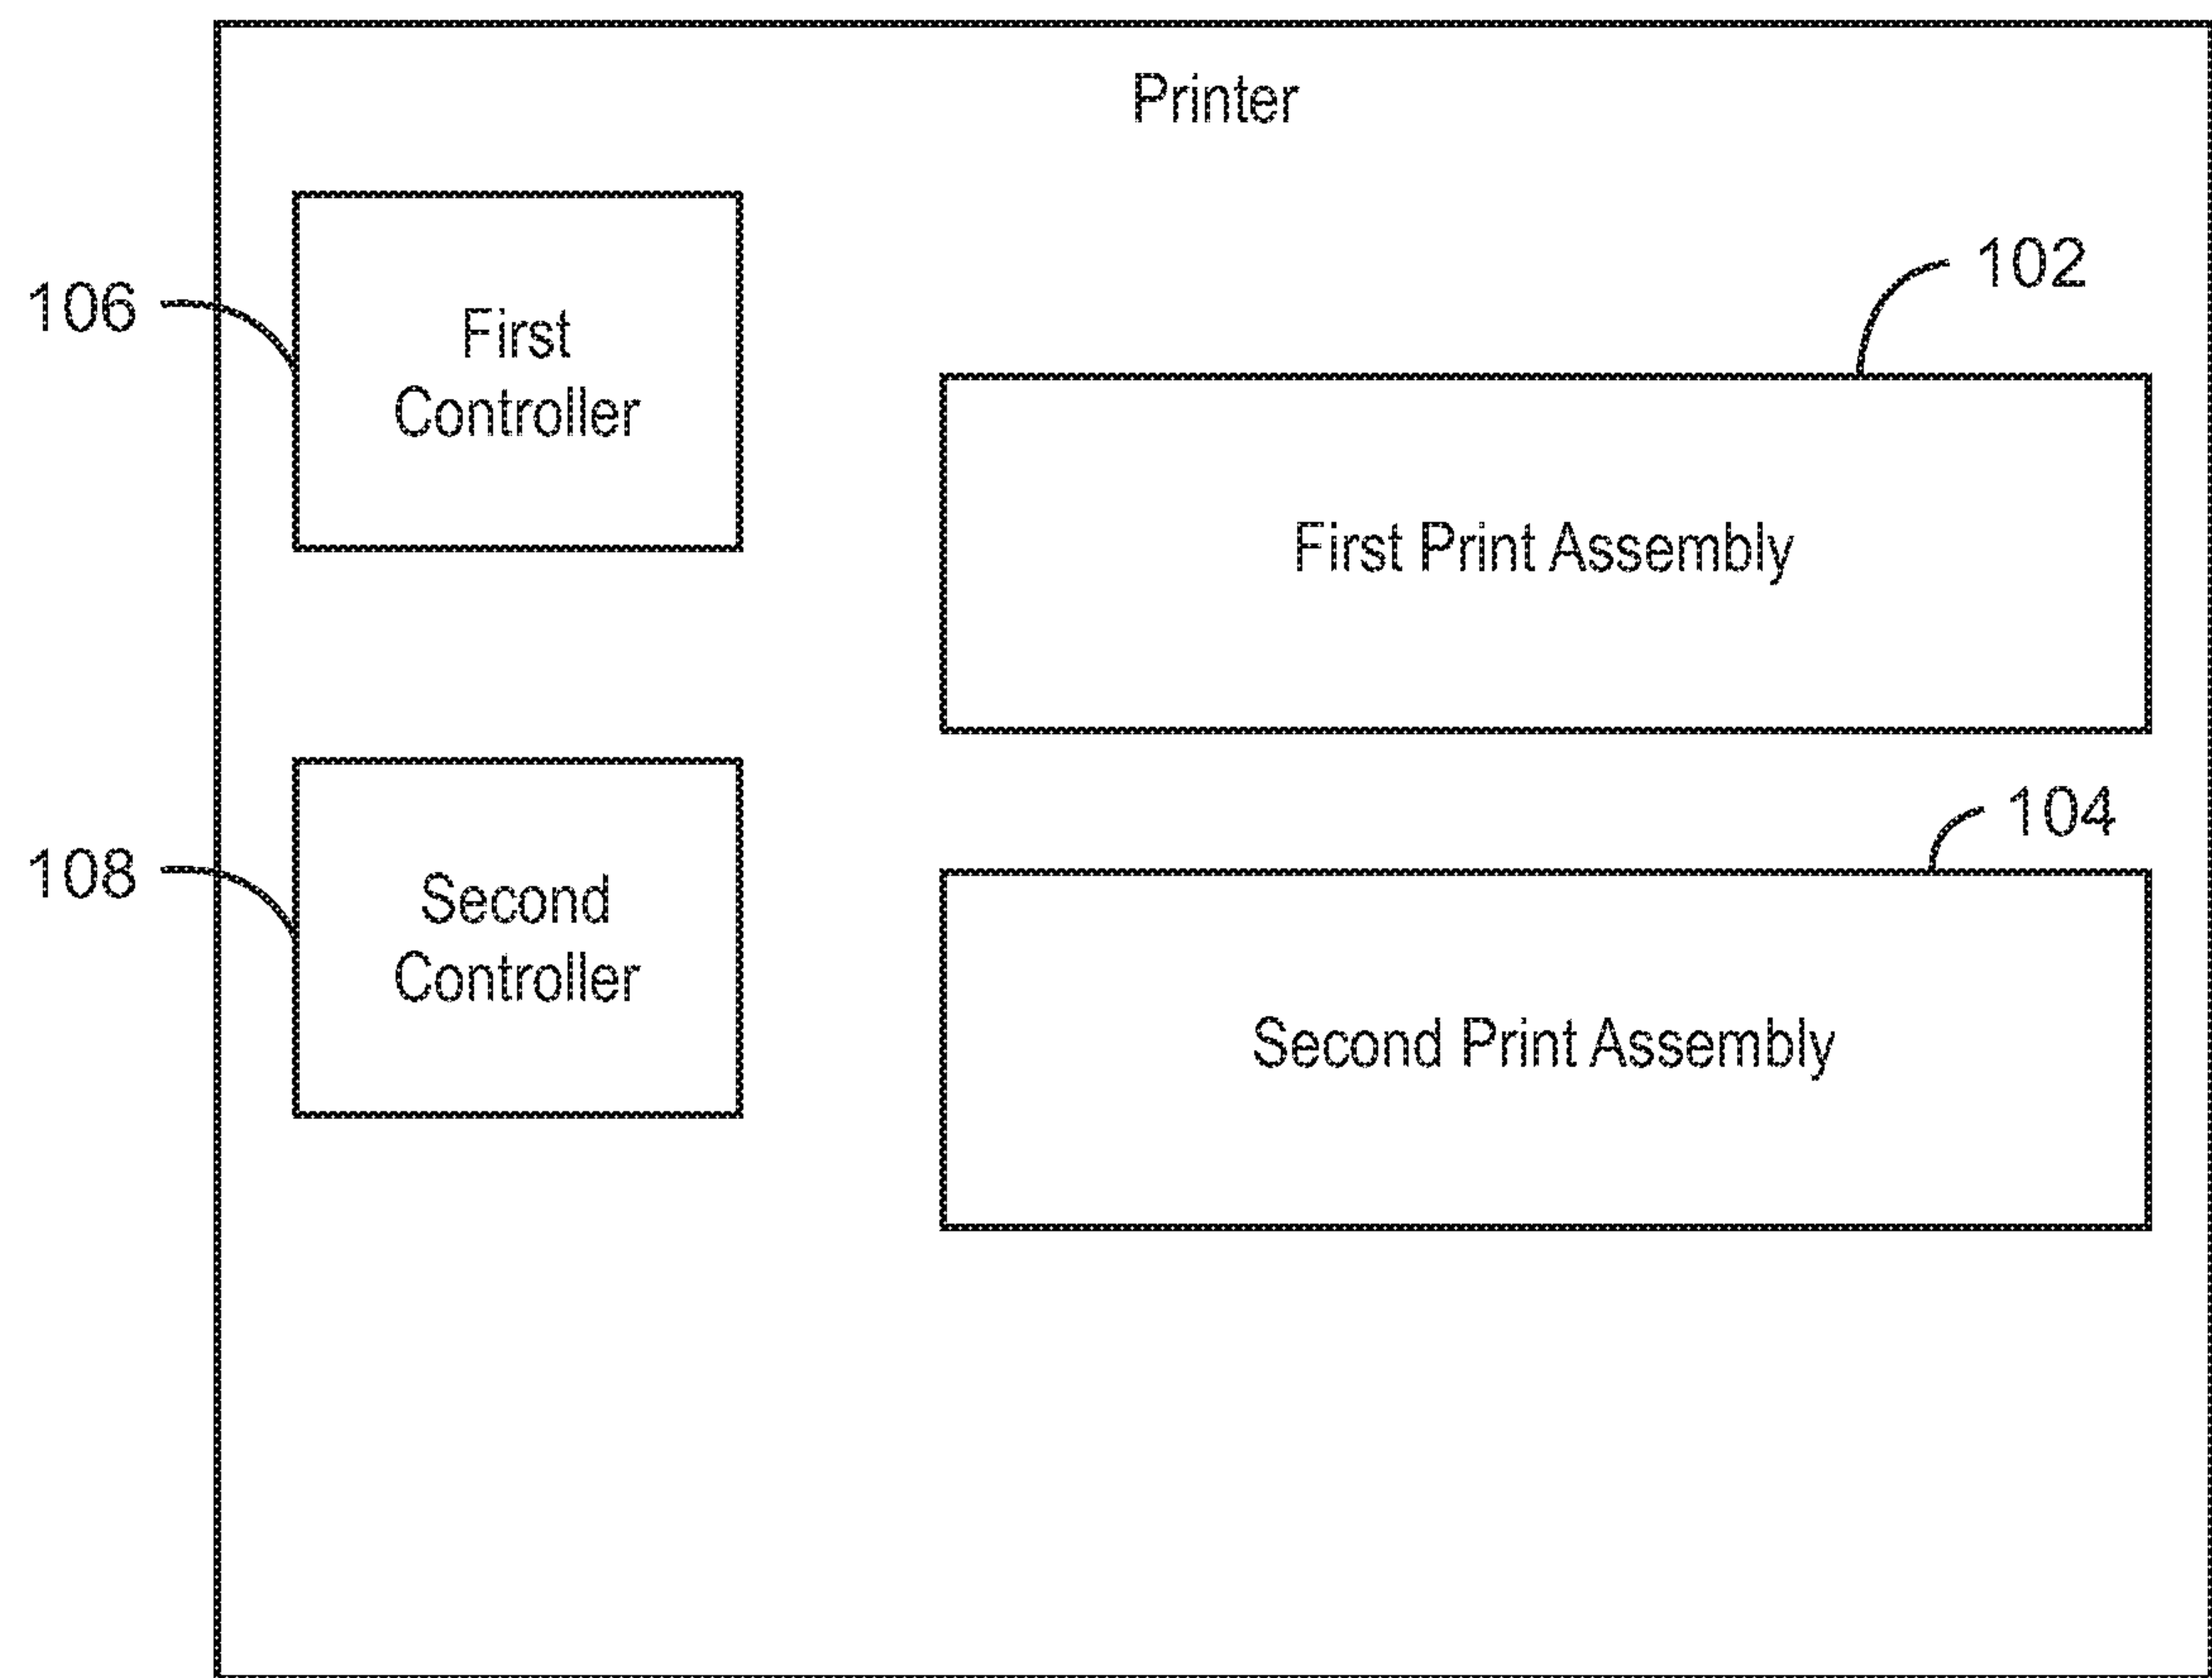 Printer
102
106
First
Controller
First Print Assembly
104
108
Second
Controller
Second Print Assembly